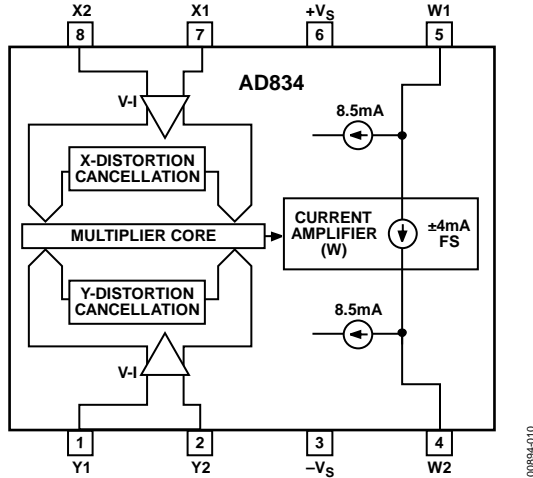 X2 X1 +VS W1
8 7 6 5
AD834
V-I
8.5mA
X-DISTORTION
CANCELLATION
MULTIPLIER CORE
CURRENT
AMPLIFIER
(W)
±4mA
FS
Y-DISTORTION
CANCELLATION
8.5mA
V-I
1 2 3 4
Y1 Y2 –VS W2
00894-010